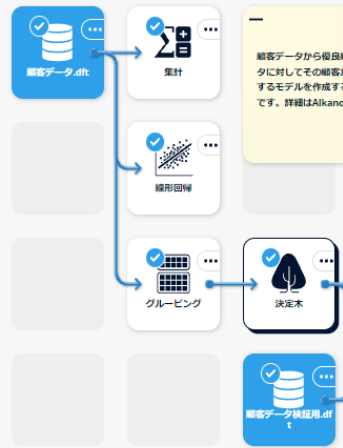 顧客データ.dft
集計
顧客データから優良
タに対してその顧客が
するモデルを作成する
です。詳細はAlkano
線形回帰
グルーピング
決定木
顧客データ検証用.df
t